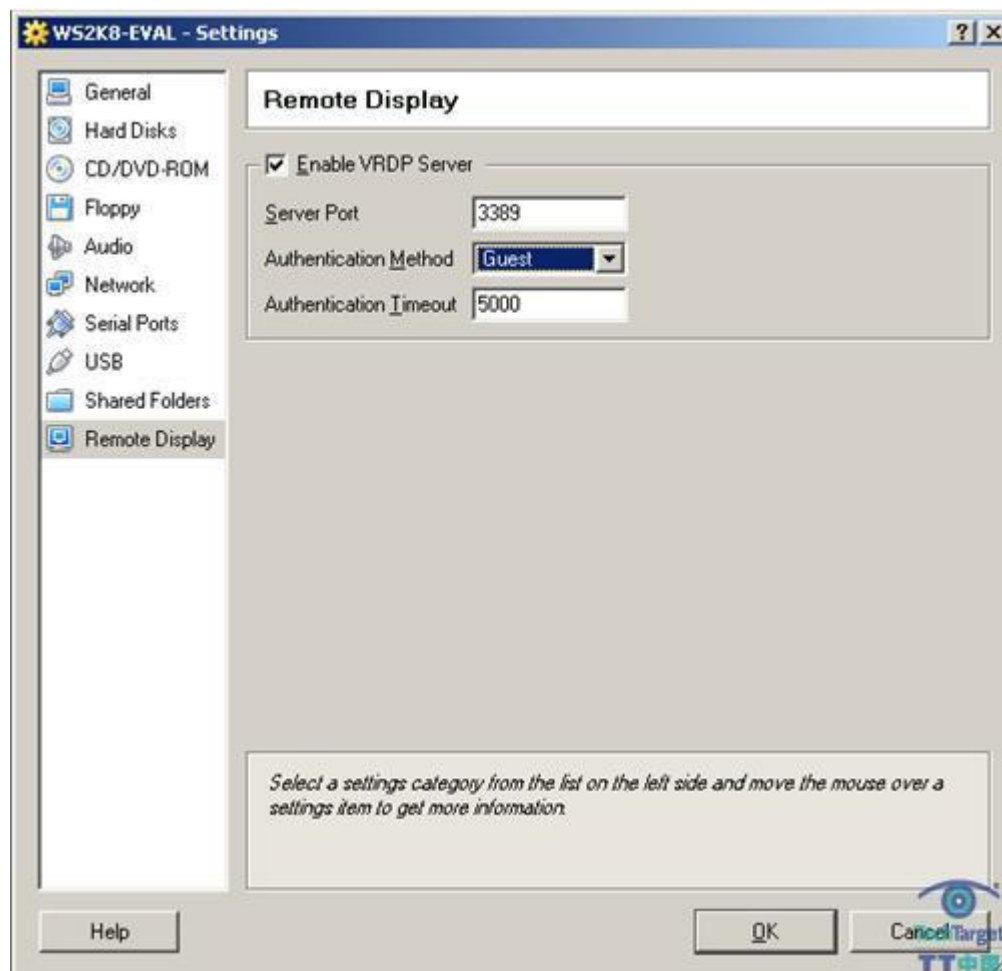 WS2K8-EVAL - Settings
General
Hard Disks
CD/DVD-ROM
Floppy
Audio
Network
Serial Ports
USB
Shared Folders
Remote Display
Remote Display
Enable VRDP Server
Server Port 3389
Authentication Method Guest
Authentication Timeout 5000
Select a settings category from the list on the left side and move the mouse over a
settings item to get more information.
Help
OK
Cancel
Target
TT中